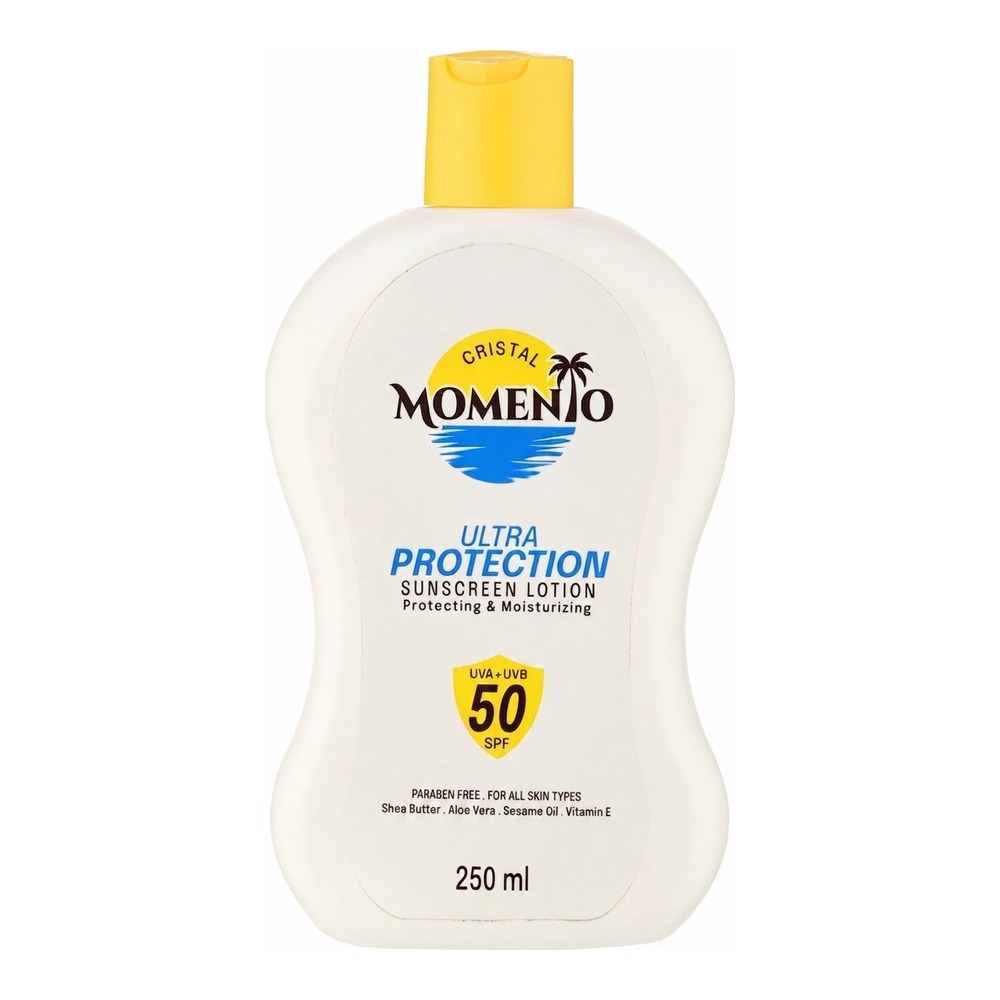 CRISTAL
MOMENTO
ULTRA
PROTECTION
SUNSCREEN LOTION
Protecting & Moisturizing
UVA+UVB
50
SPF
PARABEN FREE . FOR ALL SKIN TYPES
Shea Butter . Aloe Vera . Sesame Oil . Vitamin E
250 ml